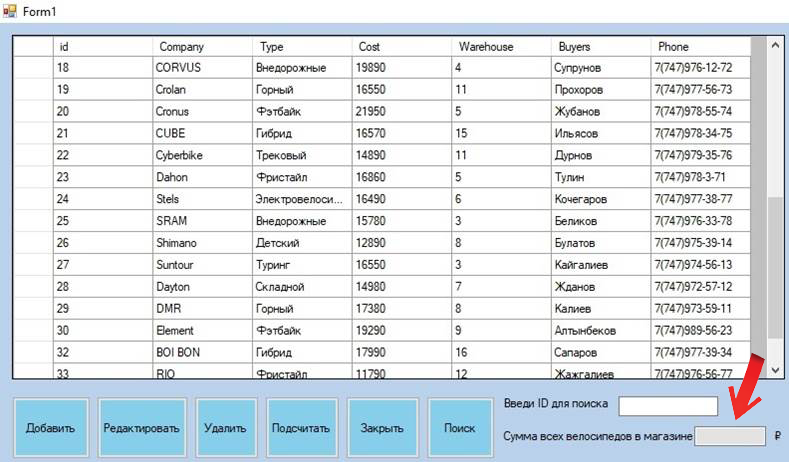 Form1
id Company Type Cost Warehouse Buyers Phone
18 CORVUS Внедорожные 19890 4 Супрунов 7(747)976-12-72
19 Crolan Горный 16550 11 Прохоров 7(747)977-56-73
20 Cronus Фэтбайк 21950 5 Жубанов 7(747)978-55-74
21 CUBE Гибрид 16570 15 Ильясов 7(747)978-34-75
22 Cyberbike Трековый 14890 11 Дурнов 7(747)979-35-76
23 Dahon Фристайл 16860 5 Тулин 7(747)978-3-71
24 Stels Электровелоси... 16490 6 Кочегаров 7(747)977-38-77
25 SRAM Внедорожные 15780 3 Беликов 7(747)976-33-78
26 Shimano Детский 12890 8 Булатов 7(747)975-39-14
27 Suntour Туринг 16550 3 Кайгалиев 7(747)974-56-13
28 Dayton Складной 14980 7 Жданов 7(747)972-57-12
29 DMR Горный 17380 8 Калиев 7(747)973-59-11
30 Element Фэтбайк 19290 9 Алтынбеков 7(747)989-56-23
32 BOI BON Гибрид 17990 16 Сапаров 7(747)977-39-34
33 RIO Фристайл 11790 12 Жажгалиев 7(747)976-56-77
Добавить Редактировать Удалить Подсчитать Закрыть Поиск
Введи ID для поиска
Сумма всех велосипедов в магазине ₽